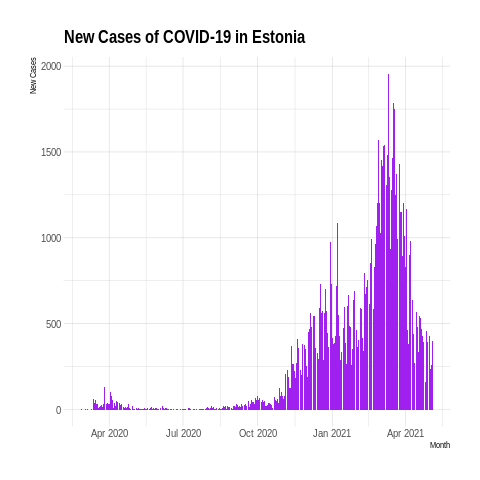 New Cases of COVID-19 in Estonia
New Cases
2000
1500
1000
500
0
Apr 2020 Jul 2020 Oct 2020 Jan 2021 Apr 2021
Month